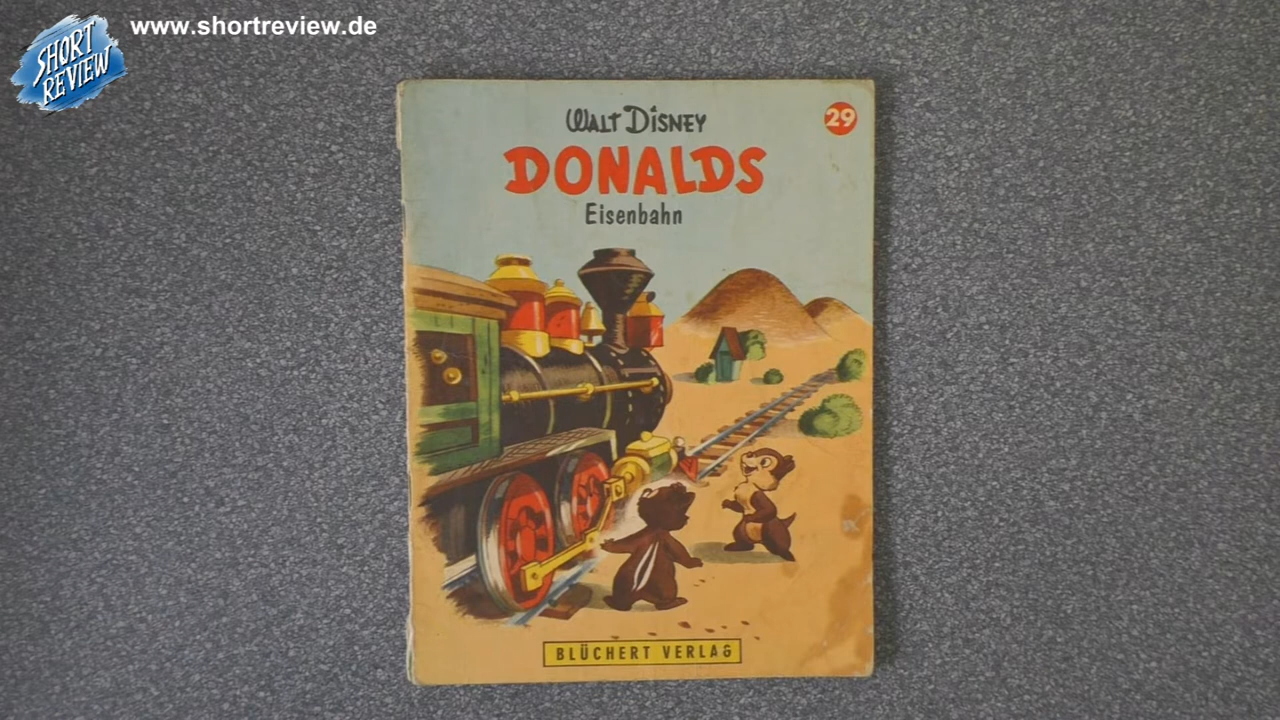 www.shortreview.de
SHORT
REVIEW
WALT DISNEY
29
DONALDS
Eisenbahn
BLÜCHERT VERLAG